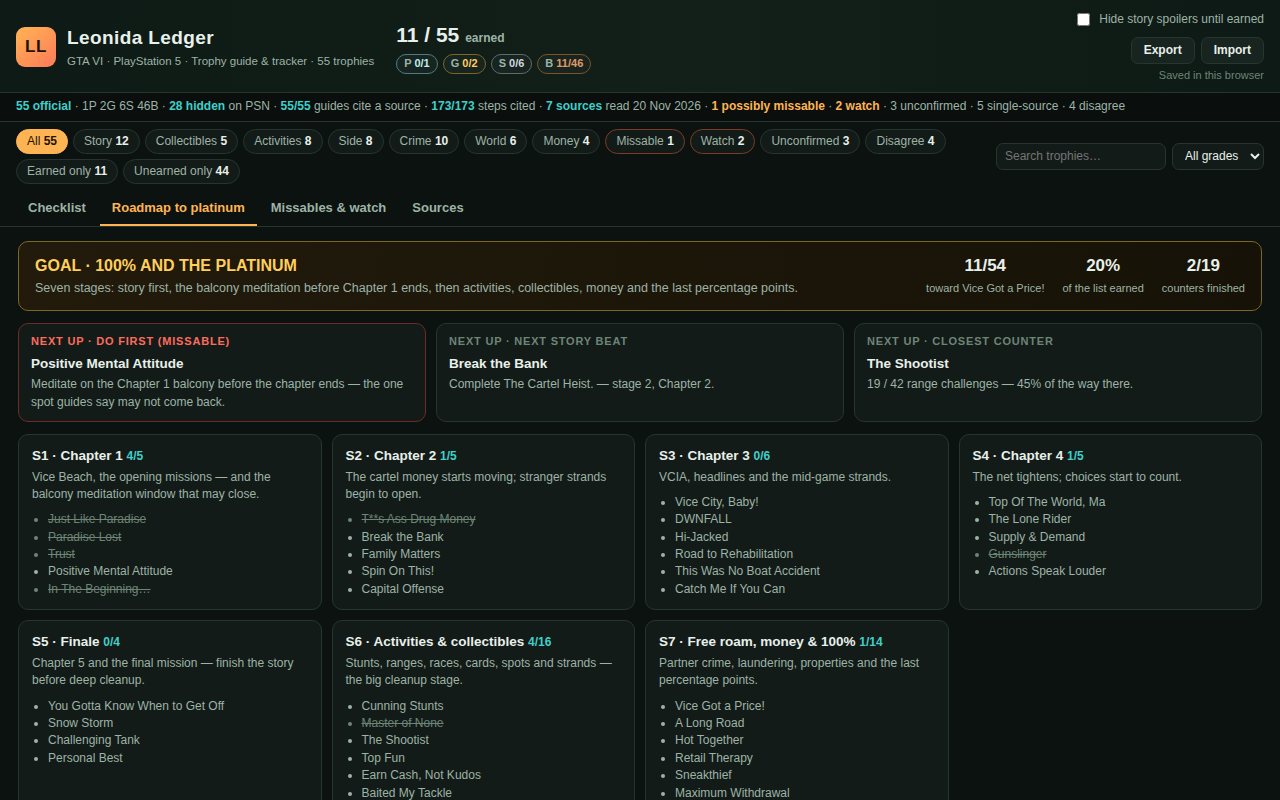 LL
Leonida Ledger
GTA VI · PlayStation 5 · Trophy guide & tracker · 55 trophies
11 / 55 earned
P 0/1 G 0/2 S 0/6 B 11/46
Hide story spoilers until earned
Export Import
Saved in this browser
55 official · 1P 2G 6S 46B · 28 hidden on PSN · 55/55 guides cite a source · 173/173 steps cited · 7 sources read 20 Nov 2026 · 1 possibly missable · 2 watch · 3 unconfirmed · 5 single-source · 4 disagree
All 55 Story 12 Collectibles 5 Activities 8 Side 8 Crime 10 World 6 Money 4 Missable 1 Watch 2 Unconfirmed 3 Disagree 4
Earned only 11 Unearned only 44
Search trophies… All grades
Checklist Roadmap to platinum Missables & watch Sources
GOAL · 100% AND THE PLATINUM
Seven stages: story first, the balcony meditation before Chapter 1 ends, then activities, collectibles, money and the last percentage points.
11/54
toward Vice Got a Price!
20%
of the list earned
2/19
counters finished
NEXT UP · DO FIRST (MISSABLE)
Positive Mental Attitude
Meditate on the Chapter 1 balcony before the chapter ends — the one
spot guides say may not come back.
NEXT UP · NEXT STORY BEAT
Break the Bank
Complete The Cartel Heist. — stage 2, Chapter 2.
NEXT UP · CLOSEST COUNTER
The Shootist
19 / 42 range challenges — 45% of the way there.
S1 · Chapter 1 4/5
Vice Beach, the opening missions — and the
balcony meditation window that may close.
Just Like Paradise
Paradise Lost
Trust
Positive Mental Attitude
In The Beginning…
S2 · Chapter 2 1/5
The cartel money starts moving; stranger strands
begin to open.
T**s Ass Drug Money
Break the Bank
Family Matters
Spin On This!
Capital Offense
S3 · Chapter 3 0/6
VCIA, headlines and the mid-game strands.
Vice City, Baby!
DWNFALL
Hi-Jacked
Road to Rehabilitation
This Was No Boat Accident
Catch Me If You Can
S4 · Chapter 4 1/5
The net tightens; choices start to count.
Top Of The World, Ma
The Lone Rider
Supply & Demand
Gunslinger
Actions Speak Louder
S5 · Finale 0/4
Chapter 5 and the final mission — finish the story
before deep cleanup.
You Gotta Know When to Get Off
Snow Storm
Challenging Tank
Personal Best
S6 · Activities & collectibles 4/16
Stunts, ranges, races, cards, spots and strands —
the big cleanup stage.
Cunning Stunts
Master of None
The Shootist
Top Fun
Earn Cash, Not Kudos
Baited My Tackle
S7 · Free roam, money & 100% 1/14
Partner crime, laundering, properties and the last
percentage points.
Vice Got a Price!
A Long Road
Hot Together
Retail Therapy
Sneakthief
Maximum Withdrawal